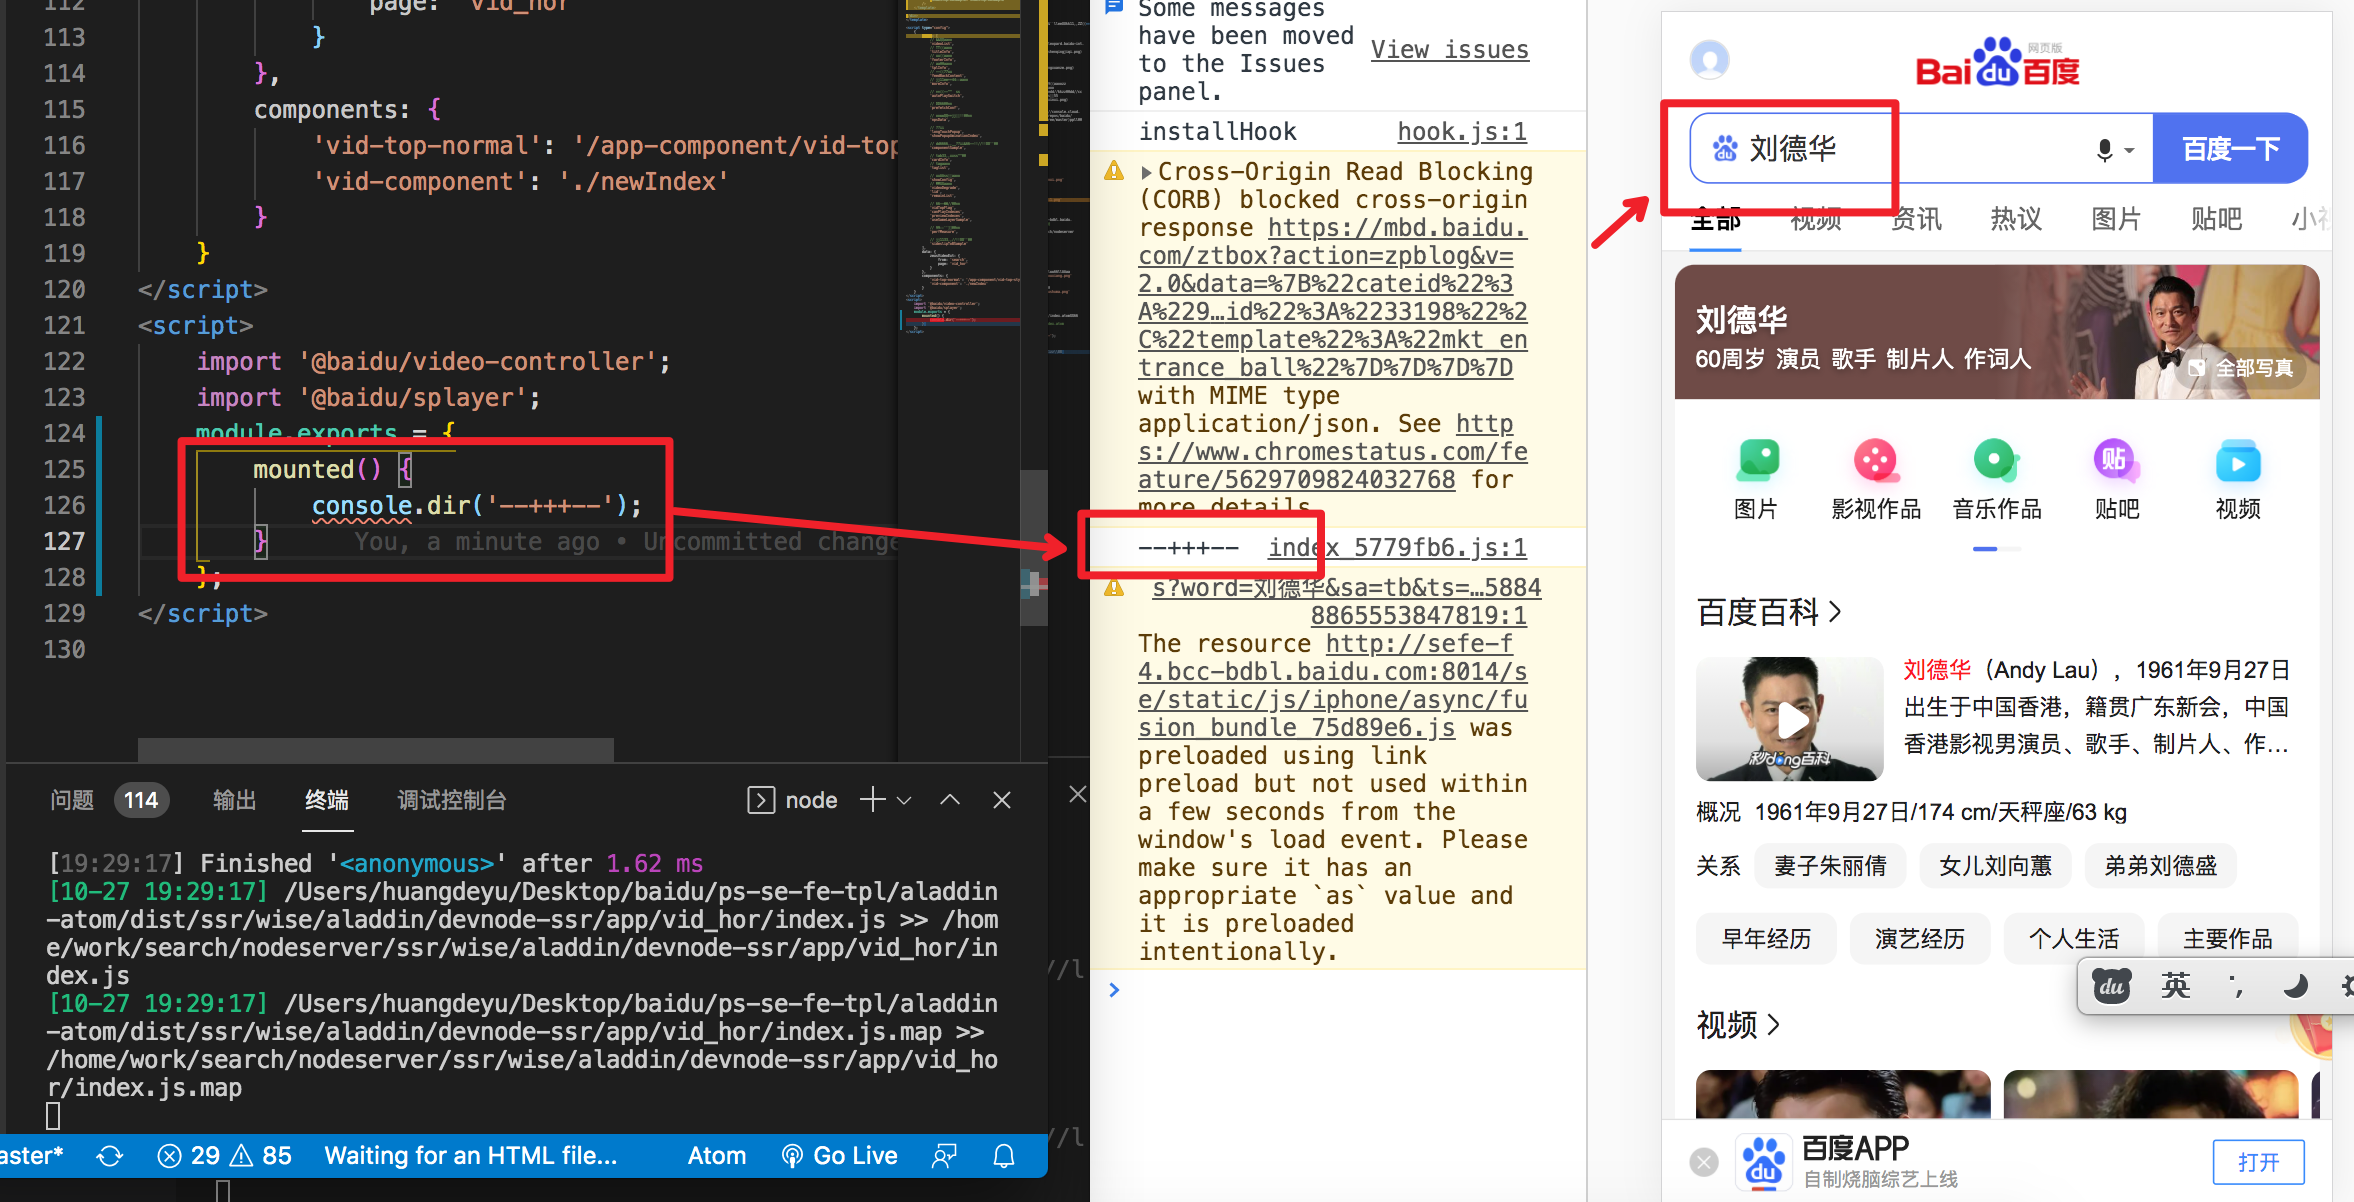 112 page: 'vid_hor'
113 }
114 },
115 components: {
116 'vid-top-normal': '/app-component/vid-top
117 'vid-component': './newIndex'
118 }
119 }
120 </script>
121 <script>
122 import '@baidu/video-controller';
123 import '@baidu/splayer';
124 module.exports = {
125 mounted() {
126 console.dir('--+++--');
127 } You, a minute ago • Uncommitted change
128 };
129 </script>
130
问题 114 输出 终端 调试控制台 node
[19:29:17] Finished '<anonymous>' after 1.62 ms
[10-27 19:29:17] /Users/huangdeyu/Desktop/baidu/ps-se-fe-tpl/aladdin
-atom/dist/ssr/wise/aladdin/devnode-ssr/app/vid_hor/index.js >> /hom
e/work/search/nodeserver/ssr/wise/aladdin/devnode-ssr/app/vid_hor/in
dex.js
[10-27 19:29:17] /Users/huangdeyu/Desktop/baidu/ps-se-fe-tpl/aladdin
-atom/dist/ssr/wise/aladdin/devnode-ssr/app/vid_hor/index.js.map >>
/home/work/search/nodeserver/ssr/wise/aladdin/devnode-ssr/app/vid_ho
r/index.js.map
aster* 29 85 Waiting for an HTML file... Atom Go Live
//l
//l
Some messages
have been moved
to the Issues
panel.
View issues
installHook hook.js:1
Cross-Origin Read Blocking
(CORB) blocked cross-origin
response https://mbd.baidu.
com/ztbox?action=zpblog&v=
2.0&data=%7B%22cateid%22%3
A%229…id%22%3A%2233198%22%2
C%22template%22%3A%22mkt_en
trance_ball%22%7D%7D%7D%7D
with MIME type
application/json. See http
s://www.chromestatus.com/fe
ature/5629709824032768 for
more details.
--+++-- index_5779fb6.js:1
s?word=刘德华&sa=tb&ts=…5884
8865553847819:1
The resource http://sefe-f
4.bcc-bdbl.baidu.com:8014/s
e/static/js/iphone/async/fu
sion_bundle_75d89e6.js was
preloaded using link
preload but not used within
a few seconds from the
window's load event. Please
make sure it has an
appropriate `as` value and
it is preloaded
intentionally.
Bai du 百度 网页版
du 刘德华 百度一下
全部 视频 资讯 热议 图片 贴吧 小视
刘德华
60周岁 演员 歌手 制片人 作词人
全部写真
贴
图片 影视作品 音乐作品 贴吧 视频
百度百科
秒dong百科
刘德华（Andy Lau），1961年9月27日
出生于中国香港，籍贯广东新会，中国
香港影视男演员、歌手、制片人、作…
概况 1961年9月27日/174 cm/天秤座/63 kg
关系 妻子朱丽倩 女儿刘向蕙 弟弟刘德盛
早年经历 演艺经历 个人生活 主要作品
du 英 ',
视频
du 百度APP
自制烧脑综艺上线
打开